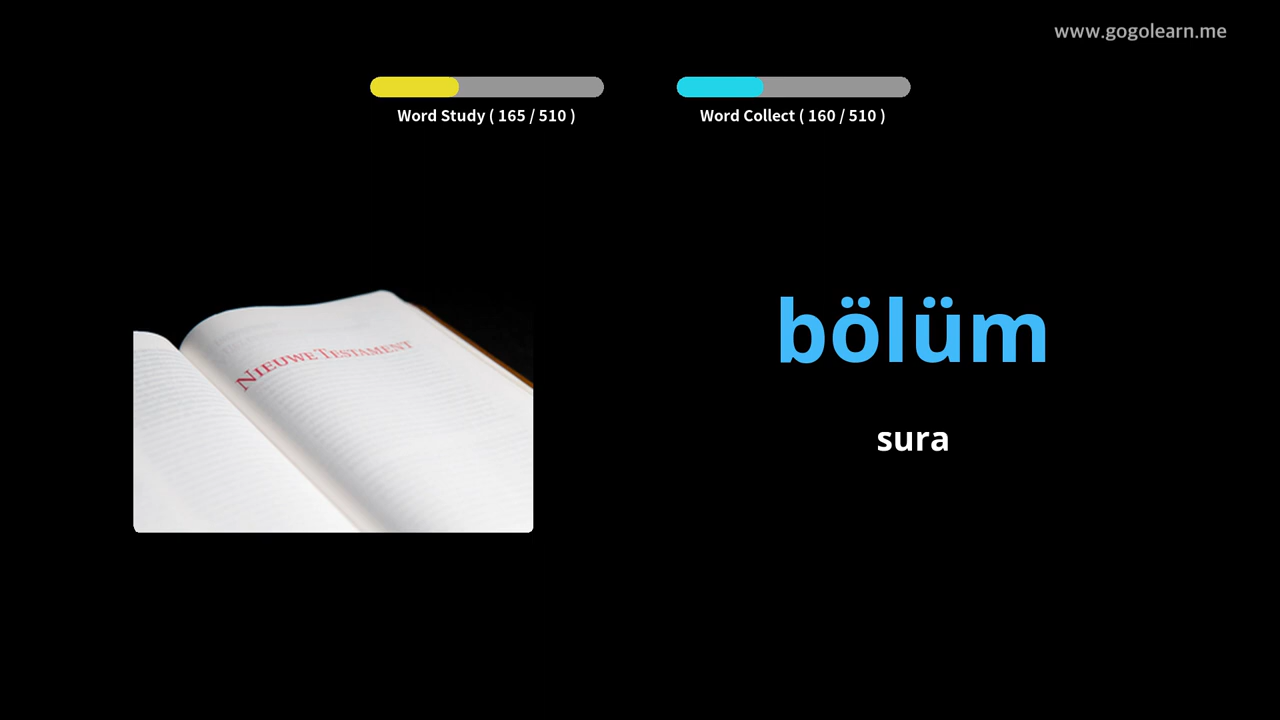 www.gogolearn.me
Word Study ( 165 / 510 )
Word Collect ( 160 / 510 )
NIEUWE TESTAMENT
bölüm
sura